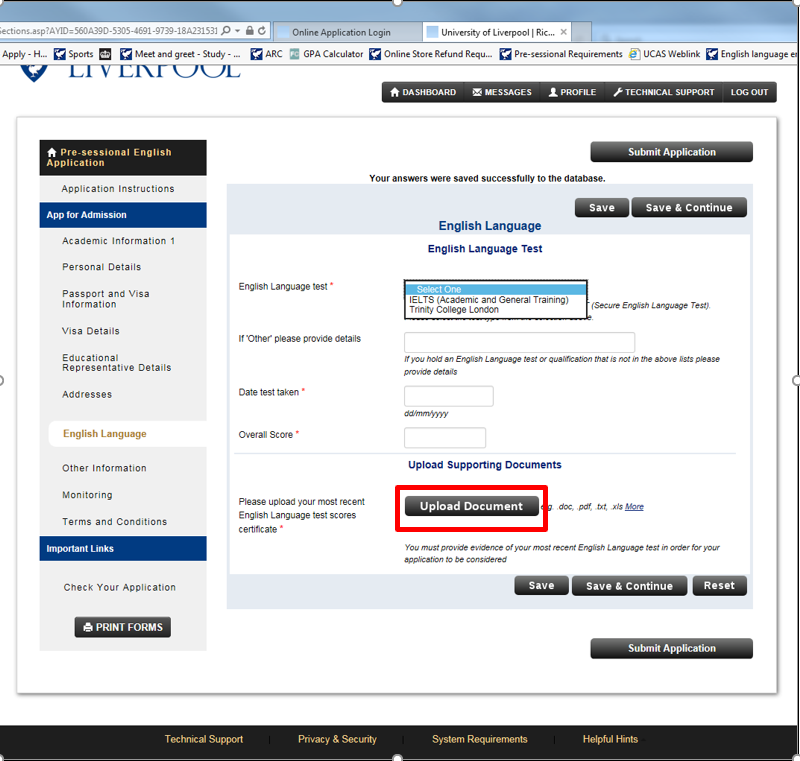 Sections.asp?AYID=560A39D-5305-4691-9739-18A231531
Online Application Login
University of Liverpool | Ric...
Apply - H...
Sports
Meet and greet - Study - ...
ARC
GPA Calculator
Online Store Refund Requ...
Pre-sessional Requirements
UCAS Weblink
English language en
LIVERPOOL
DASHBOARD
MESSAGES
PROFILE
TECHNICAL SUPPORT
LOG OUT
Pre-sessional English
Application
Application Instructions
App for Admission
Academic Information 1
Personal Details
Passport and Visa
Information
Visa Details
Educational
Representative Details
Addresses
English Language
Other Information
Monitoring
Terms and Conditions
Important Links
Check Your Application
PRINT FORMS
Submit Application
Your answers were saved successfully to the database.
Save
Save & Continue
English Language
English Language Test
English Language test *
Select One
IELTS (Academic and General Training)
Trinity College London
(Secure English Language Test).
If 'Other' please provide details
If you hold an English Language test or qualification that is not in the above lists please
provide details
Date test taken *
dd/mm/yyyy
Overall Score *
Upload Supporting Documents
Please upload your most recent
English Language test scores
certificate *
Upload Document
.doc, .pdf, .txt, .xls More
You must provide evidence of your most recent English Language test in order for your
application to be considered
Save
Save & Continue
Reset
Submit Application
Technical Support
Privacy & Security
System Requirements
Helpful Hints